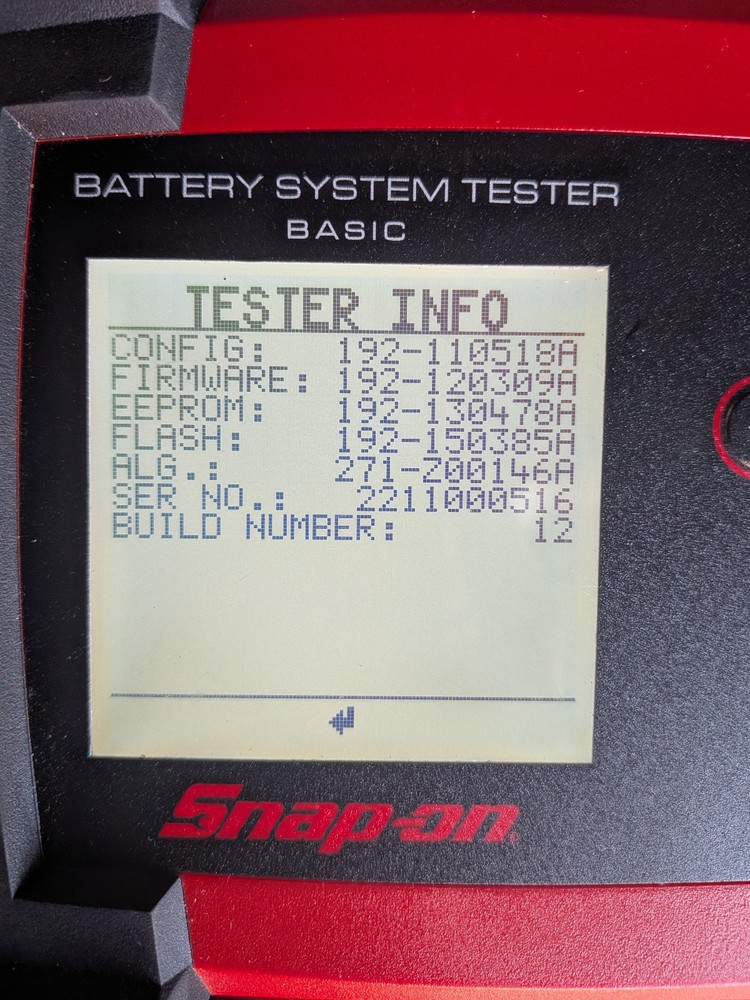 BATTERY SYSTEM TESTER
BASIC
TESTER INFO
CONFIG: 192-110518A
FIRMWARE: 192-120309A
EEPROM: 192-130478A
FLASH: 192-150385A
ALG.: 271-Z00146A
SER NO.: 2211000516
BUILD NUMBER: 12
Snap-on